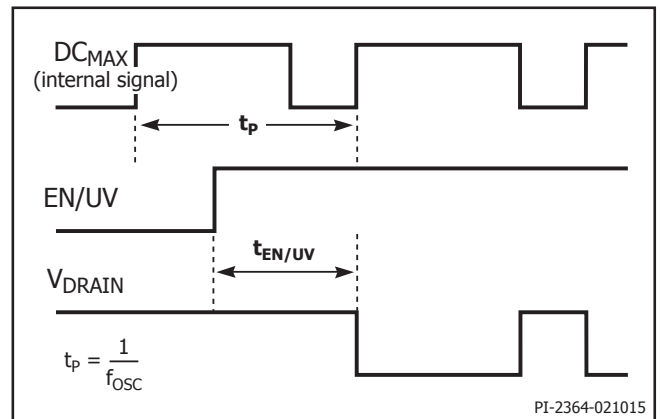 DCMAX
(internal signal)
tP
EN/UV
tEN/UV
VDRAIN
tP = 1
fOSC
PI-2364-021015